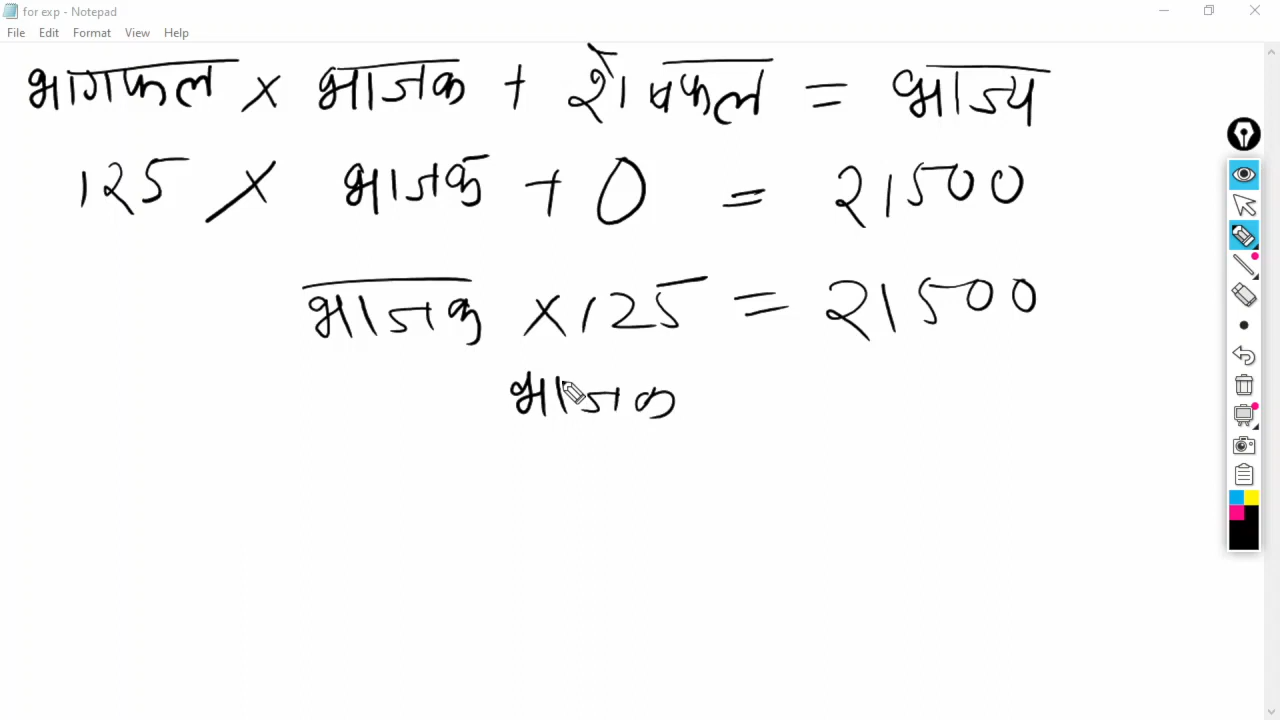 for exp - Notepad
File Edit Format View Help
भागफल × भाजक + शेषफल = भाज्य
125 × भाजक + 0 = 21500
भाजक × 125 = 21500
भाजक